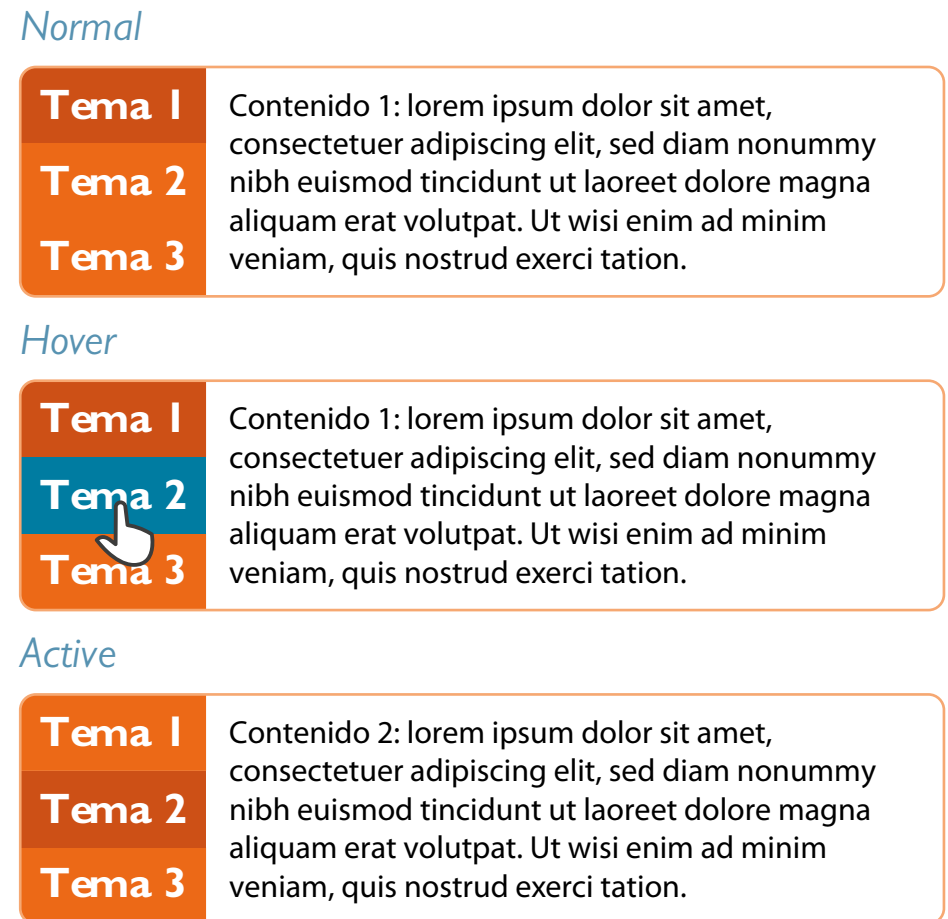 Normal
Tema 1
Tema 2
Tema 3
Contenido 1: lorem ipsum dolor sit amet,
consectetuer adipiscing elit, sed diam nonummy
nibh euismod tincidunt ut laoreet dolore magna
aliquam erat volutpat. Ut wisi enim ad minim
veniam, quis nostrud exerci tation.
Hover
Tema 1
Tema 2
Tema 3
Contenido 1: lorem ipsum dolor sit amet,
consectetuer adipiscing elit, sed diam nonummy
nibh euismod tincidunt ut laoreet dolore magna
aliquam erat volutpat. Ut wisi enim ad minim
veniam, quis nostrud exerci tation.
Active
Tema 1
Tema 2
Tema 3
Contenido 2: lorem ipsum dolor sit amet,
consectetuer adipiscing elit, sed diam nonummy
nibh euismod tincidunt ut laoreet dolore magna
aliquam erat volutpat. Ut wisi enim ad minim
veniam, quis nostrud exerci tation.